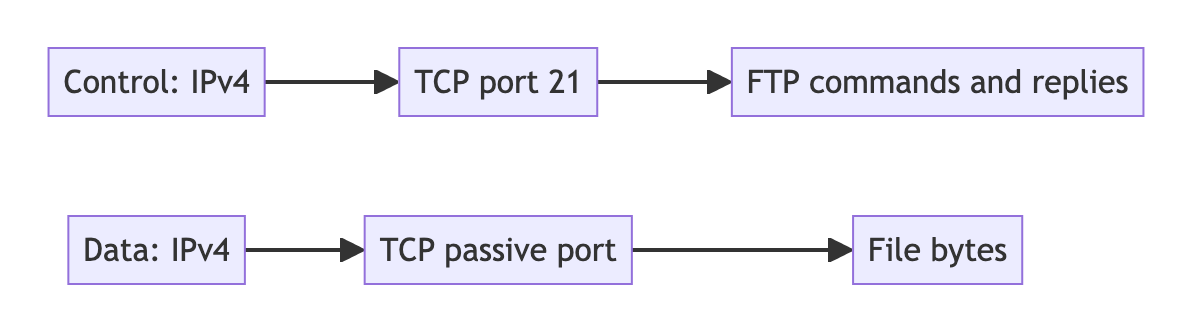 Control: IPv4
TCP port 21
FTP commands and replies
Data: IPv4
TCP passive port
File bytes